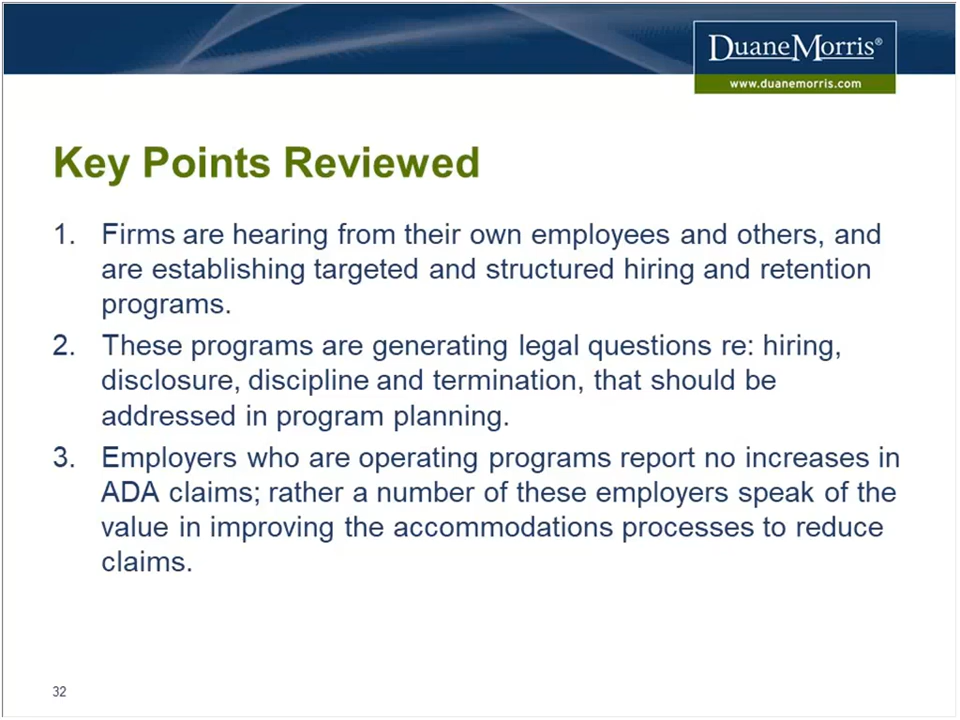 DuaneMorris®
www.duanemorris.com
Key Points Reviewed
1. Firms are hearing from their own employees and others, and
are establishing targeted and structured hiring and retention
programs.
2. These programs are generating legal questions re: hiring,
disclosure, discipline and termination, that should be
addressed in program planning.
3. Employers who are operating programs report no increases in
ADA claims; rather a number of these employers speak of the
value in improving the accommodations processes to reduce
claims.
32